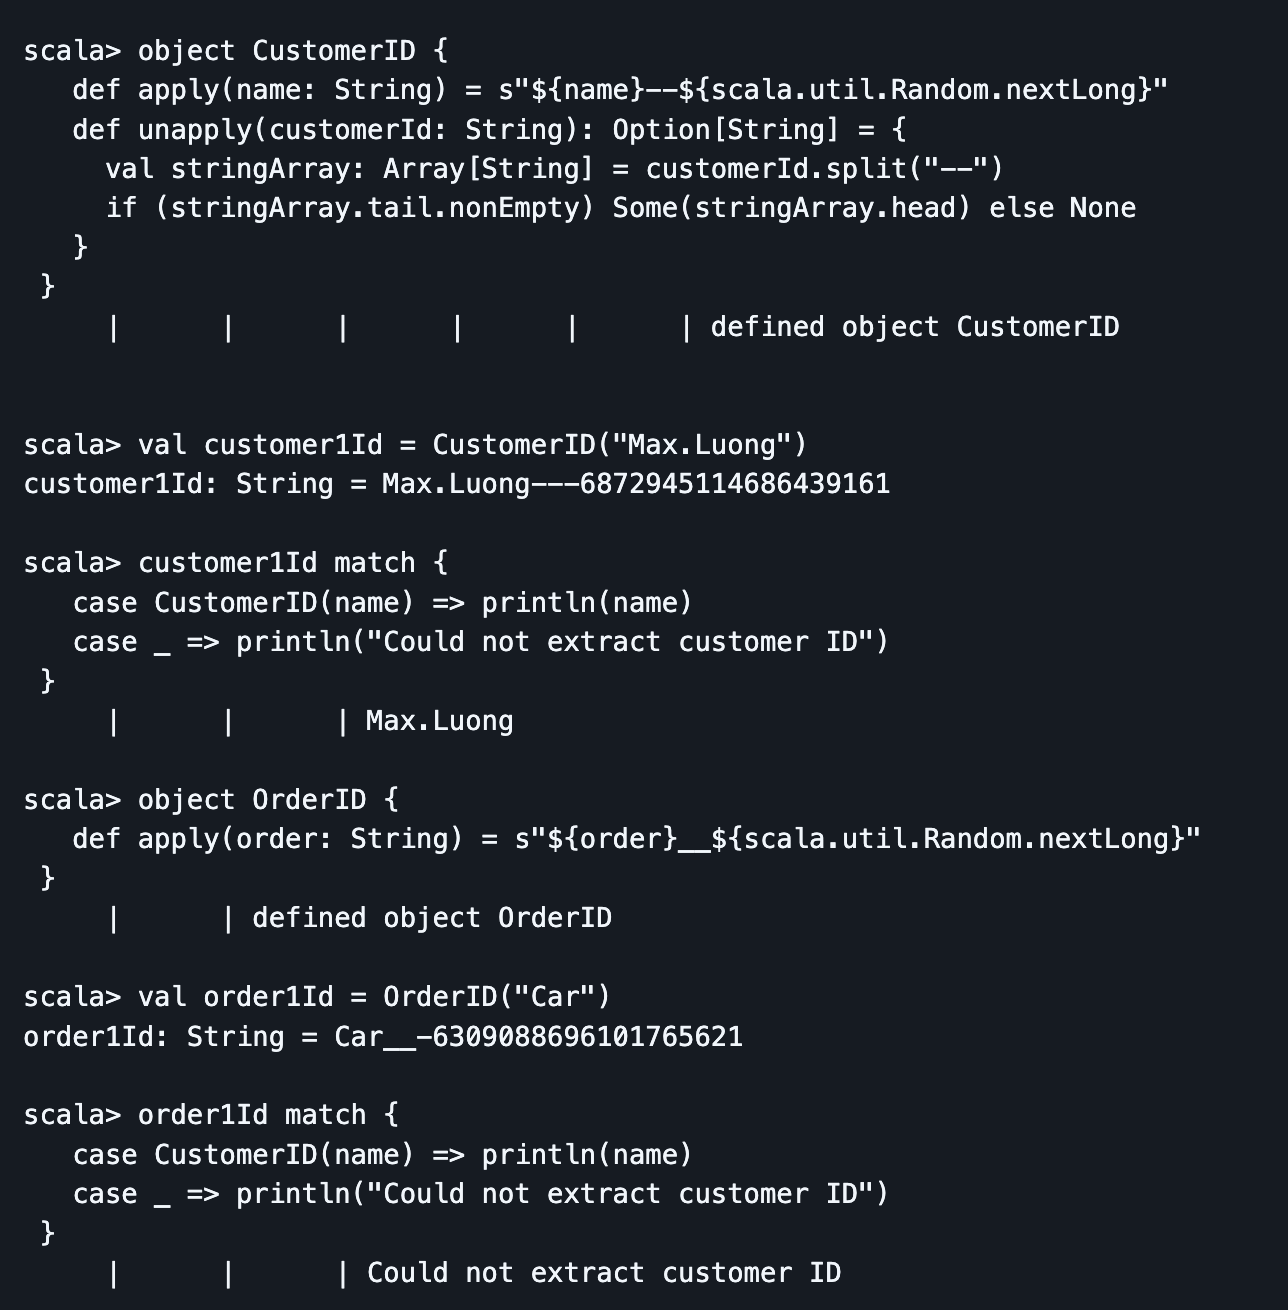 scala> object CustomerID {
   def apply(name: String) = s"${name}--${scala.util.Random.nextLong}"
   def unapply(customerId: String): Option[String] = {
     val stringArray: Array[String] = customerId.split("--")
     if (stringArray.tail.nonEmpty) Some(stringArray.head) else None
   }
 }
     |      |      |      |      |      | defined object CustomerID
scala> val customer1Id = CustomerID("Max.Luong")
customer1Id: String = Max.Luong---6872945114686439161
scala> customer1Id match {
   case CustomerID(name) => println(name)
   case _ => println("Could not extract customer ID")
 }
     |      |      | Max.Luong
scala> object OrderID {
   def apply(order: String) = s"${order}__${scala.util.Random.nextLong}"
 }
     |      | defined object OrderID
scala> val order1Id = OrderID("Car")
order1Id: String = Car__-6309088696101765621
scala> order1Id match {
   case CustomerID(name) => println(name)
   case _ => println("Could not extract customer ID")
 }
     |      |      | Could not extract customer ID